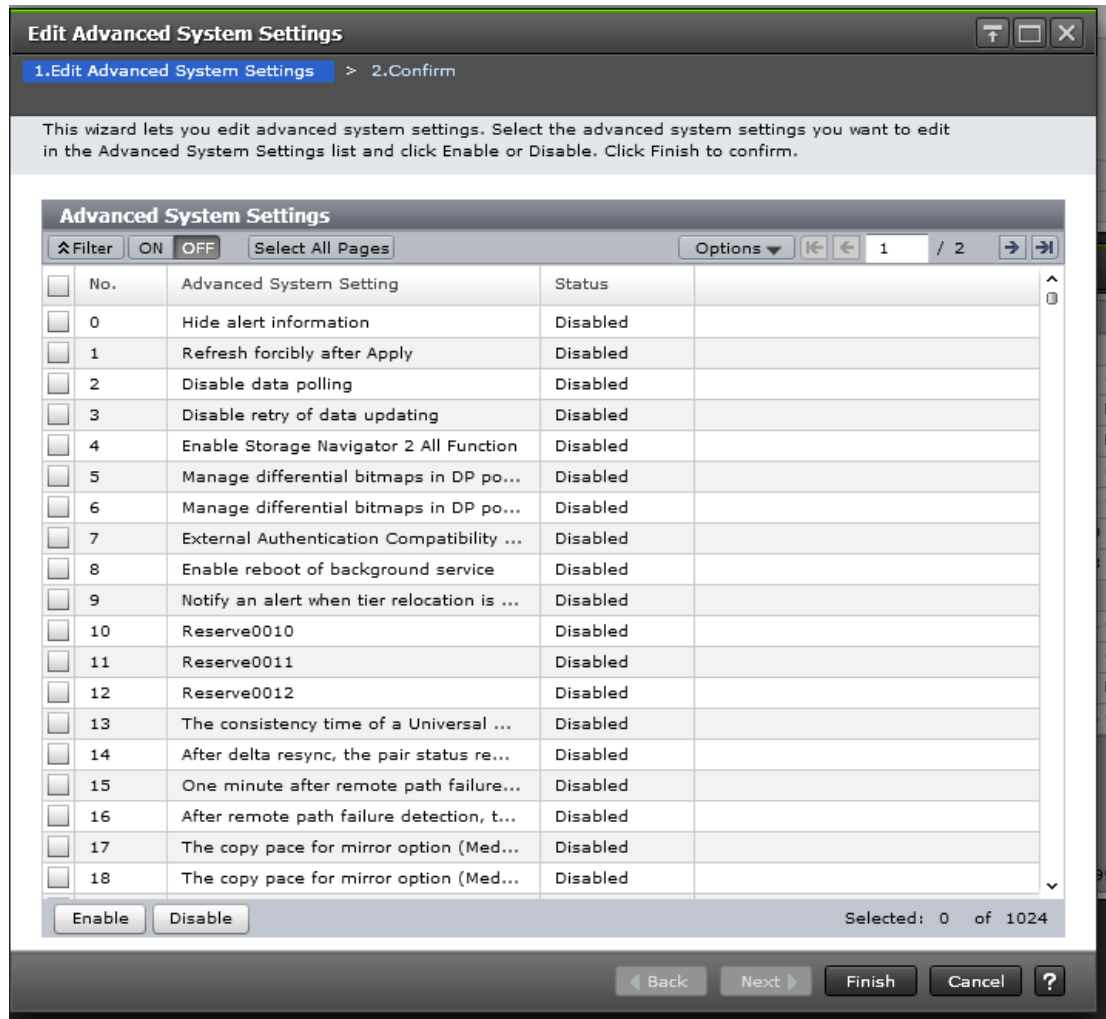 Edit Advanced System Settings
1.Edit Advanced System Settings > 2.Confirm
This wizard lets you edit advanced system settings. Select the advanced system settings you want to edit
in the Advanced System Settings list and click Enable or Disable. Click Finish to confirm.
Advanced System Settings
Filter ON OFF Select All Pages Options 1 / 2
No. Advanced System Setting Status
0 Hide alert information Disabled
1 Refresh forcibly after Apply Disabled
2 Disable data polling Disabled
3 Disable retry of data updating Disabled
4 Enable Storage Navigator 2 All Function Disabled
5 Manage differential bitmaps in DP po... Disabled
6 Manage differential bitmaps in DP po... Disabled
7 External Authentication Compatibility ... Disabled
8 Enable reboot of background service Disabled
9 Notify an alert when tier relocation is ... Disabled
10 Reserve0010 Disabled
11 Reserve0011 Disabled
12 Reserve0012 Disabled
13 The consistency time of a Universal ... Disabled
14 After delta resync, the pair status re... Disabled
15 One minute after remote path failure... Disabled
16 After remote path failure detection, t... Disabled
17 The copy pace for mirror option (Med... Disabled
18 The copy pace for mirror option (Med... Disabled
Enable Disable Selected: 0 of 1024
Back Next Finish Cancel ?